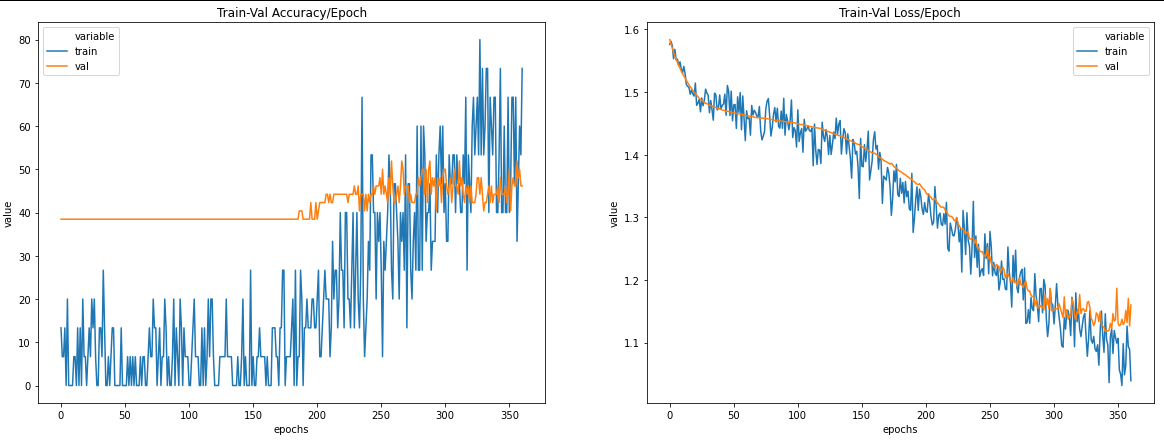 Train-Val Accuracy/Epoch
variable
train
val
80
70
60
50
40
30
20
10
0
value
0
50
100
150
200
250
300
350
epochs
Train-Val Loss/Epoch
variable
train
val
1.6
1.5
1.4
1.3
1.2
1.1
value
0
50
100
150
200
250
300
350
epochs